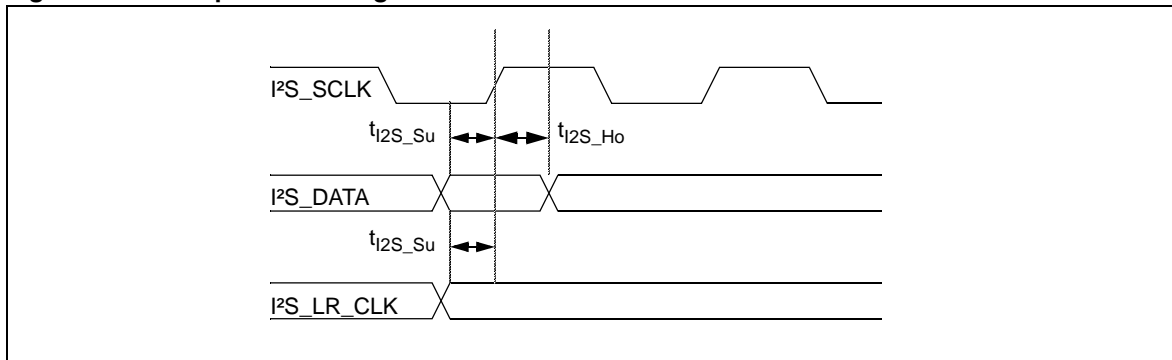 I²S_SCLK
tI2S_Su
tI2S_Ho
I²S_DATA
tI2S_Su
I²S_LR_CLK